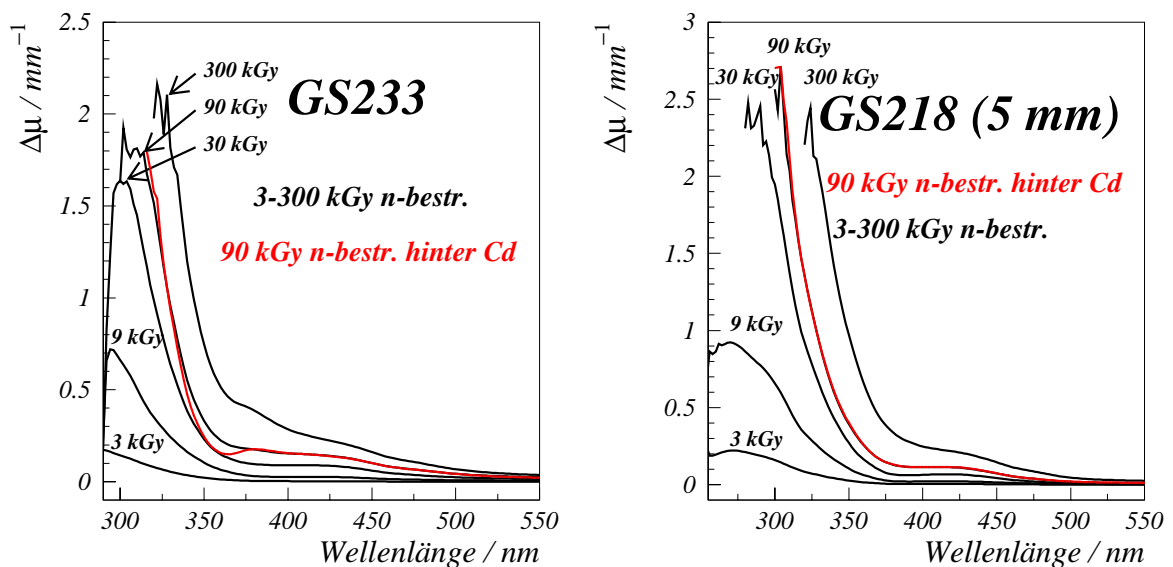 Δμ / mm⁻¹
2.5
2
1.5
1
0.5
0
300 kGy
90 kGy
30 kGy
GS233
3-300 kGy n-bestr.
90 kGy n-bestr. hinter Cd
9 kGy
3 kGy
300 350 400 450 500 550
Wellenlänge / nm
Δμ / mm⁻¹
3
2.5
2
1.5
1
0.5
0
90 kGy
30 kGy 300 kGy
GS218 (5 mm)
90 kGy n-bestr. hinter Cd
3-300 kGy n-bestr.
9 kGy
3 kGy
300 350 400 450 500 550
Wellenlänge / nm